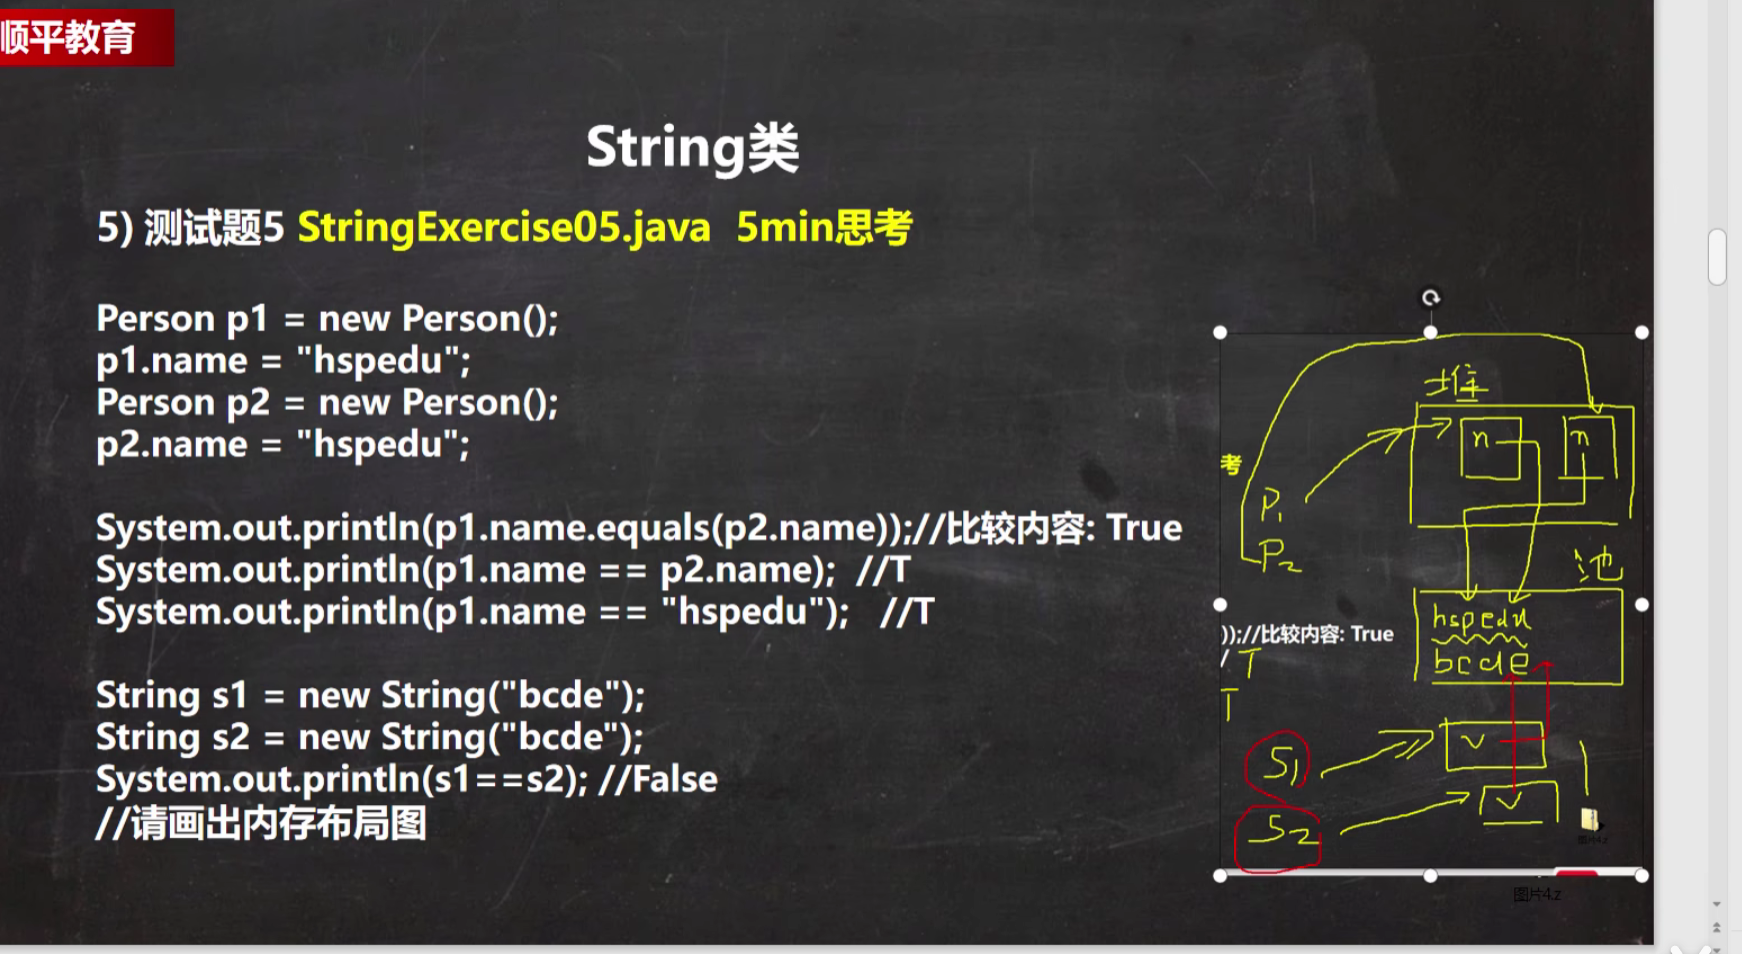 顺平教育
String类
5) 测试题5 StringExercise05.java 5min思考
Person p1 = new Person();
p1.name = "hspedu";
Person p2 = new Person();
p2.name = "hspedu";
System.out.println(p1.name.equals(p2.name));//比较内容: True
System.out.println(p1.name == p2.name); //T
System.out.println(p1.name == "hspedu"); //T
String s1 = new String("bcde");
String s2 = new String("bcde");
System.out.println(s1==s2); //False
//请画出内存布局图
堆
n n
考
P1
P2
池
hspedu
));//比较内容: True
/ T
bcde
T
S1
v
S2
v
图片4.z